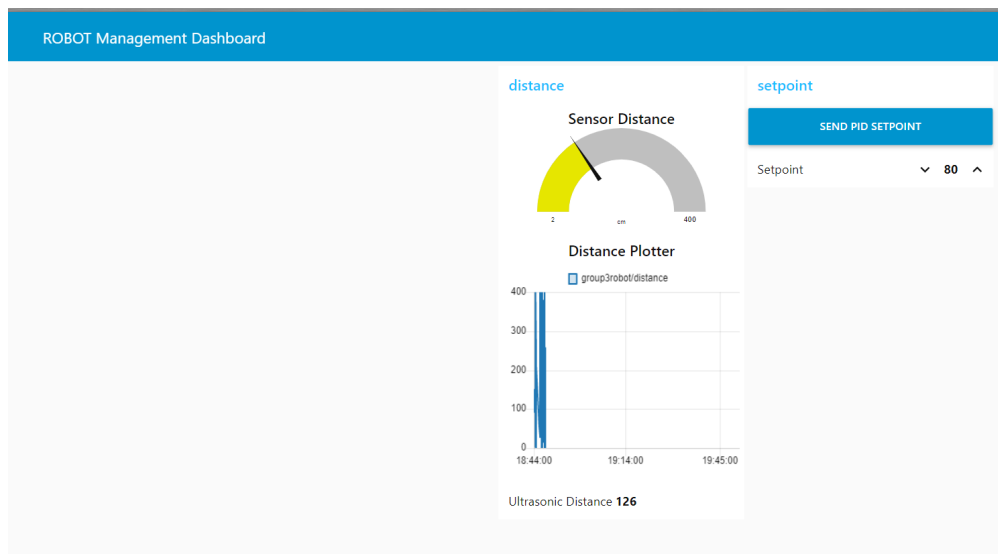 ROBOT Management Dashboard
distance
Sensor Distance
2
cm
400
Distance Plotter
group3robot/distance
400
300
200
100
0
18:44:00 19:14:00 19:45:00
Ultrasonic Distance 126
setpoint
SEND PID SETPOINT
Setpoint 80